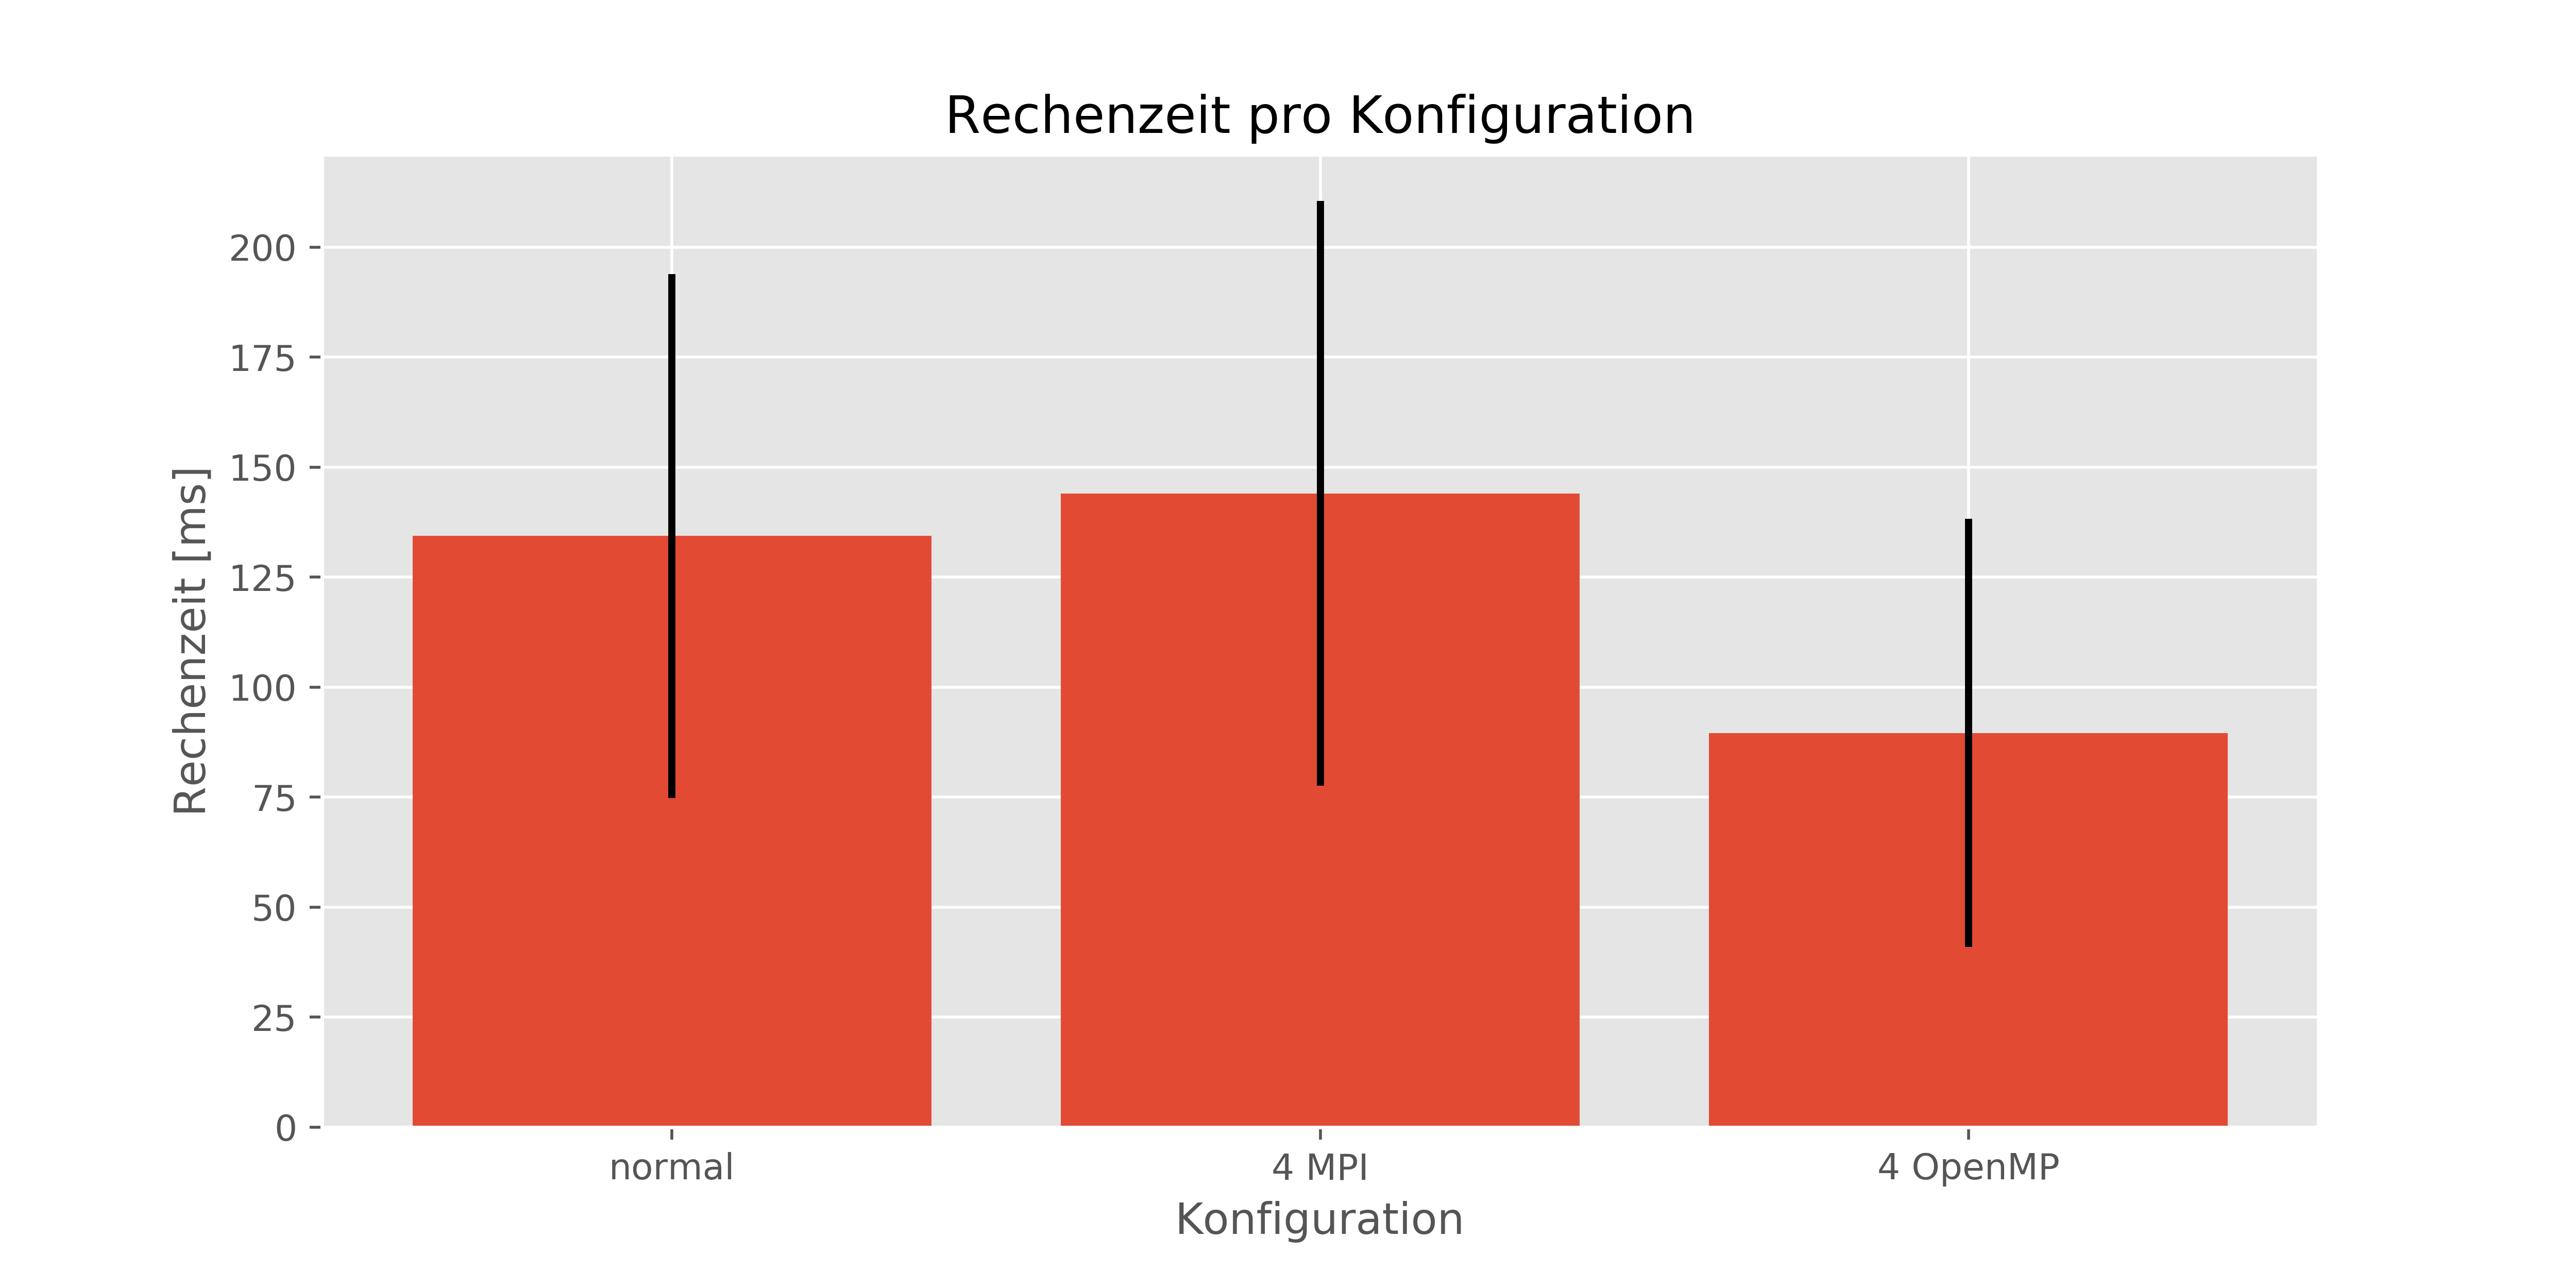 Rechenzeit pro Konfiguration
Rechenzeit [ms]
200
175
150
125
100
75
50
25
0
normal
4 MPI
4 OpenMP
Konfiguration